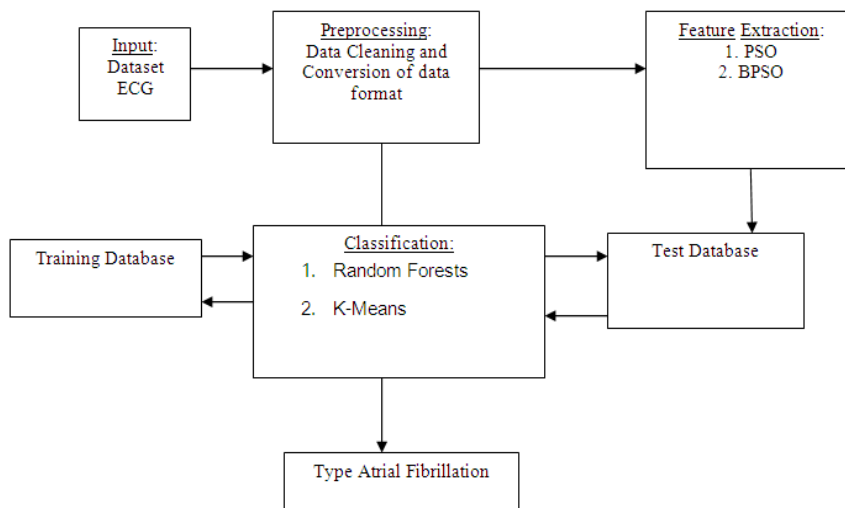 Input:
Dataset
ECG
Preprocessing:
Data Cleaning and
Conversion of data
format
Feature Extraction:
1. PSO
2. BPSO
Training Database
Classification:
1. Random Forests
2. K-Means
Test Database
Type Atrial Fibrillation